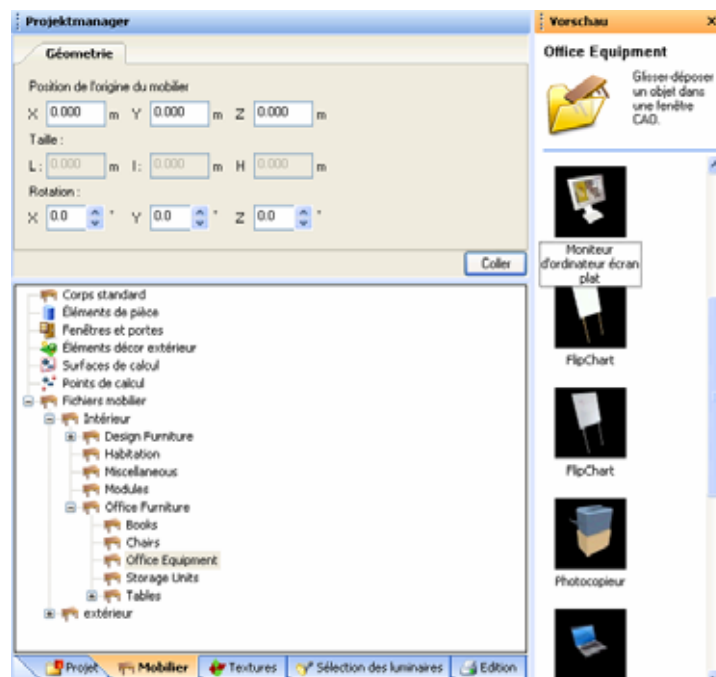 Projektmanager
Géometrie
Position de l'origine du mobilier
X 0.000 m Y 0.000 m Z 0.000 m
Taille :
L : 0.000 m l : 0.000 m H 0.000 m
Rotation :
X 0.0 ° Y 0.0 ° Z 0.0 °
Coller
Corps standard
Éléments de pièce
Fenêtres et portes
Éléments décor extérieur
Surfaces de calcul
Points de calcul
Fichiers mobilier
Intérieur
Design Furniture
Habitation
Miscellaneous
Modules
Office Furniture
Books
Chairs
Office Equipment
Storage Units
Tables
extérieur
Projet Mobilier Textures Sélection des luminaires Edition
Vorschau
Office Equipment
Glisser-déposer
un objet dans
une fenêtre
CAO.
Moniteur
d'ordinateur écran
plat
FlipChart
FlipChart
Photocopieur